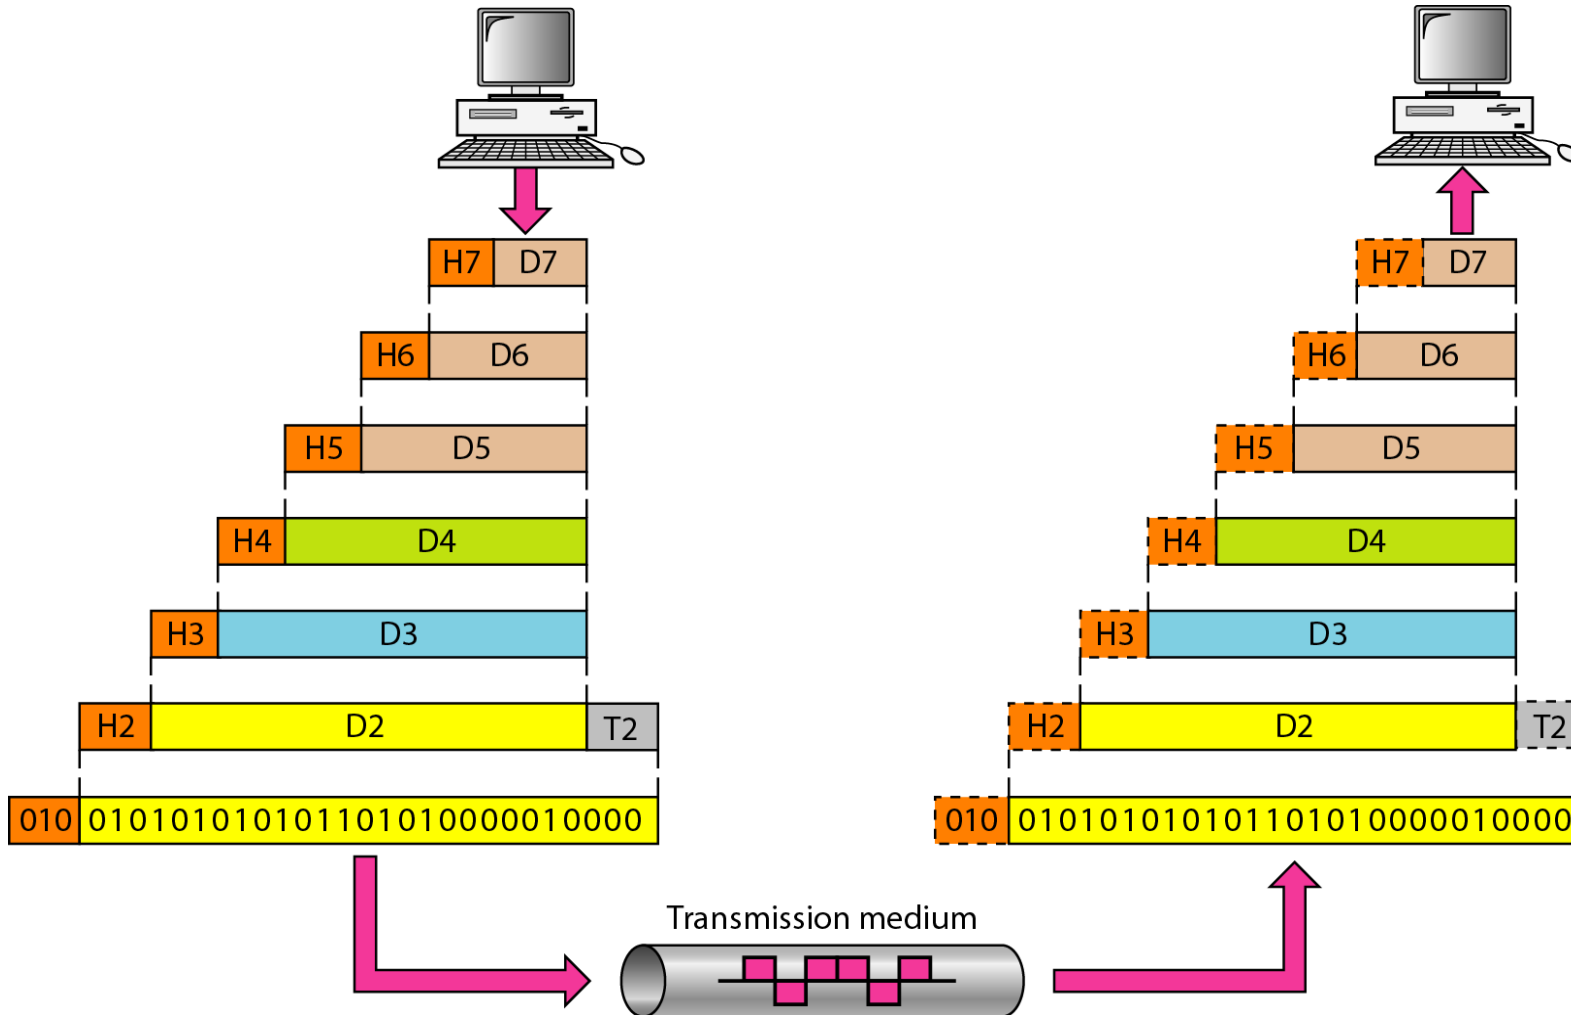 H7 D7 H7 D7
H6 D6 H6 D6
H5 D5 H5 D5
H4 D4 H4 D4
H3 D3 H3 D3
H2 D2 T2 H2 D2 T2
010 010101010101101010000010000 010 010101010101101010000010000
Transmission medium